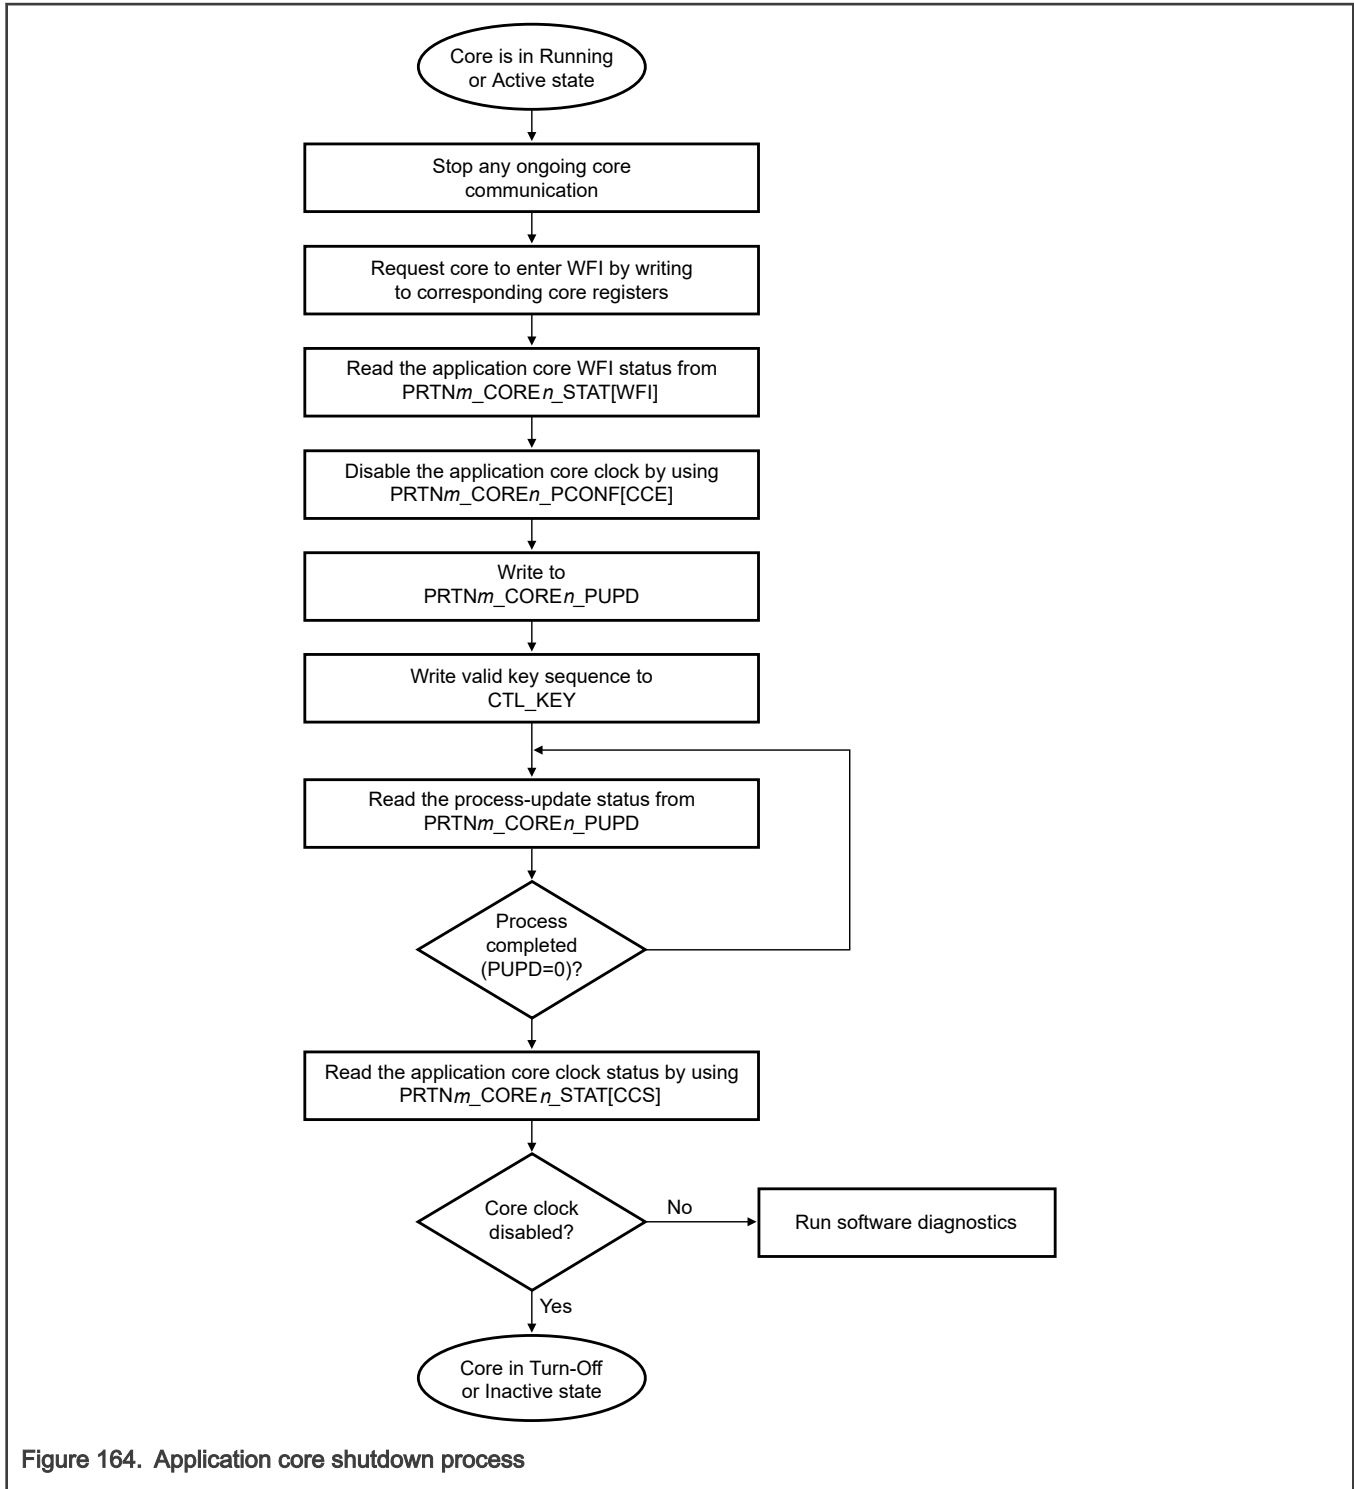 Core is in Running
or Active state
Stop any ongoing core
communication
Request core to enter WFI by writing
to corresponding core registers
Read the application core WFI status from
PRTNm_COREn_STAT[WFI]
Disable the application core clock by using
PRTNm_COREn_PCONF[CCE]
Write to
PRTNm_COREn_PUPD
Write valid key sequence to
CTL_KEY
Read the process-update status from
PRTNm_COREn_PUPD
Process
completed
(PUPD=0)?
Read the application core clock status by using
PRTNm_COREn_STAT[CCS]
Core clock
disabled?
No
Run software diagnostics
Yes
Core in Turn-Off
or Inactive state
Figure 164. Application core shutdown process